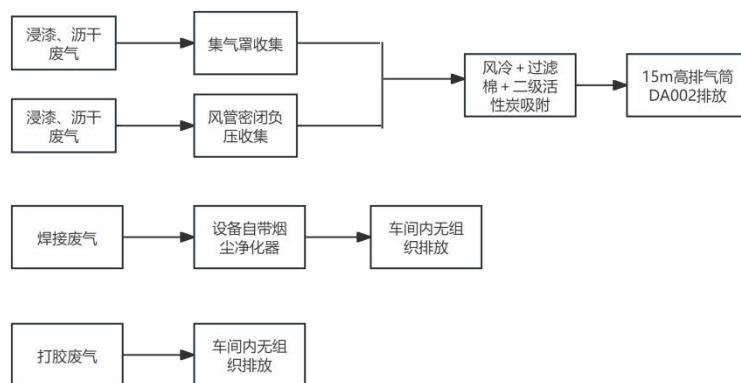 浸漆、沥干
废气
集气罩收集
风冷＋过滤
棉＋二级活
性炭吸附
15m高排气筒
DA002排放
浸漆、沥干
废气
风管密闭负
压收集
焊接废气
设备自带烟
尘净化器
车间内无组
织排放
打胶废气
车间内无组
织排放